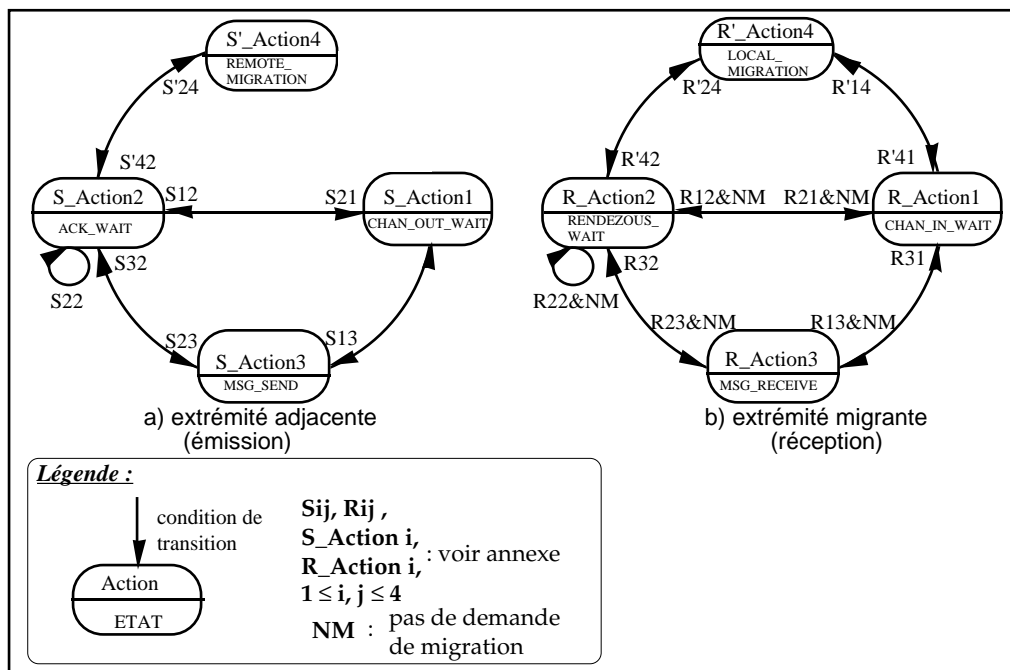 S'_Action4
REMOTE_
MIGRATION
S'24
S'42
S_Action2
ACK_WAIT
S12
S21
S_Action1
CHAN_OUT_WAIT
S32
S22
S23
S13
S_Action3
MSG_SEND
a) extrémité adjacente
(émission)
R'_Action4
LOCAL_
MIGRATION
R'24
R'14
R'42
R'41
R_Action2
RENDEZOUS_
WAIT
R12&NM
R21&NM
R_Action1
CHAN_IN_WAIT
R32
R31
R22&NM
R23&NM
R13&NM
R_Action3
MSG_RECEIVE
b) extrémité migrante
(réception)
Légende :
condition de
transition
Action
ETAT
Sij, Rij ,
S_Action i,
R_Action i,
: voir annexe
1 ≤ i, j ≤ 4
NM : pas de demande
de migration